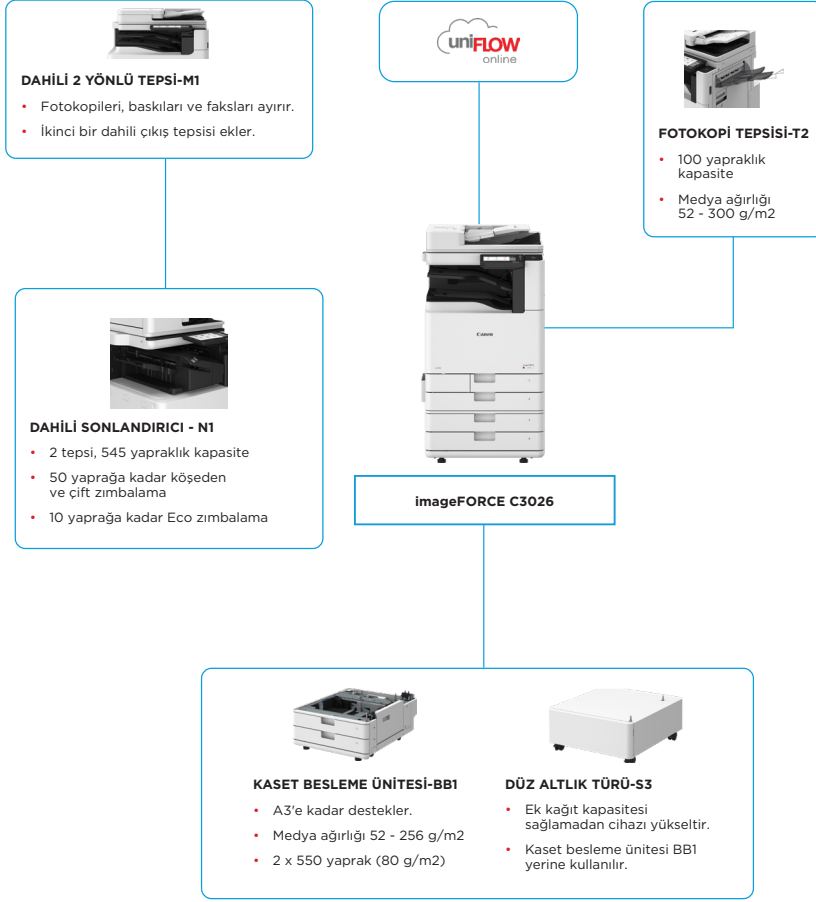 DAHİLİ 2 YÖNLÜ TEPSİ-M1
• Fotokopileri, baskıları ve faksları ayırır.
• İkinci bir dahili çıkış tepsisi ekler.
uniFLOW
online
FOTOKOPİ TEPSİSİ-T2
• 100 yapraklık
kapasite
• Medya ağırlığı
52 - 300 g/m2
DAHİLİ SONLANDIRICI - N1
• 2 tepsi, 545 yapraklık kapasite
• 50 yaprağa kadar köşeden
ve çift zımbalama
• 10 yaprağa kadar Eco zımbalama
Canon
imageFORCE C3026
KASET BESLEME ÜNİTESİ-BB1
• A3'e kadar destekler.
• Medya ağırlığı 52 - 256 g/m2
• 2 x 550 yaprak (80 g/m2)
DÜZ ALTLIK TÜRÜ-S3
• Ek kağıt kapasitesi
sağlamadan cihazı yükseltir.
• Kaset besleme ünitesi BB1
yerine kullanılır.